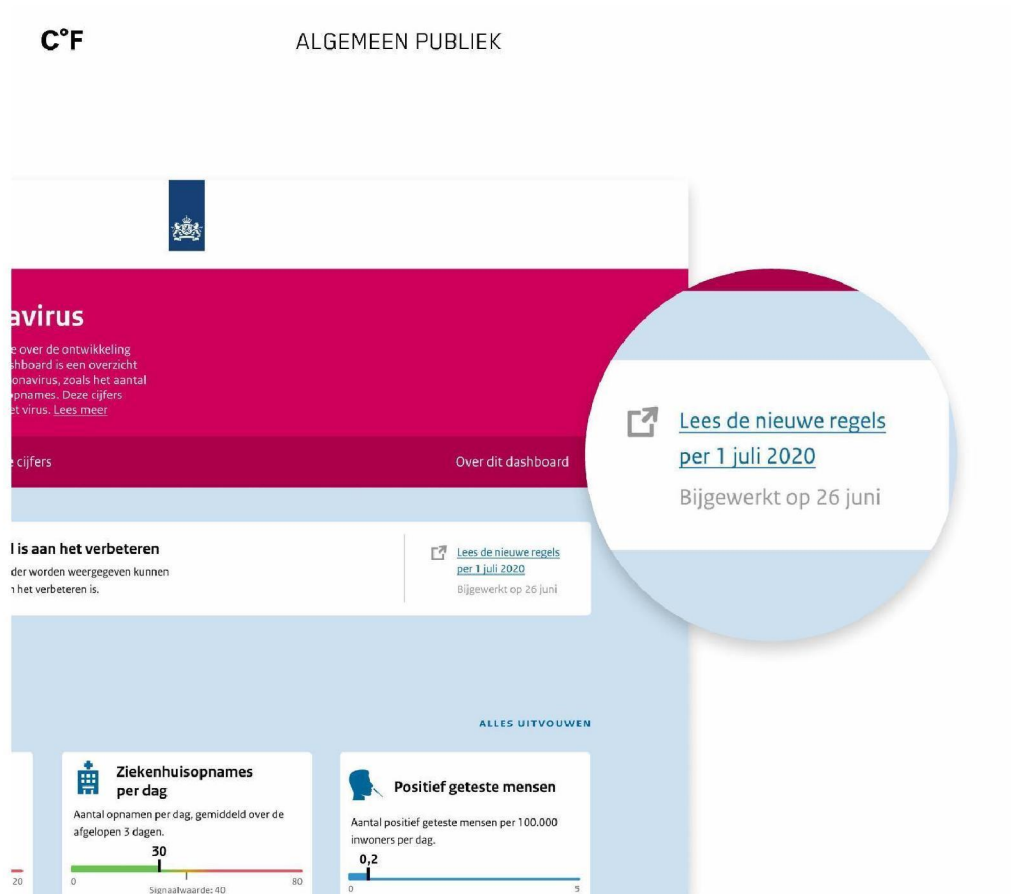 C°F
ALGEMEEN PUBLIEK
avirus
e over de ontwikkeling
shboard is een overzicht
onavirus, zoals het aantal
opnames. Deze cijfers
et virus. Lees meer
e cijfers
Over dit dashboard
l is aan het verbeteren
der worden weergegeven kunnen
n het verbeteren is.
Lees de nieuwe regels
per 1 juli 2020
Bijgewerkt op 26 juni
Lees de nieuwe regels
per 1 juli 2020
Bijgewerkt op 26 juni
ALLES UITVOUWEN
Ziekenhuisopnames
per dag
Aantal opnamen per dag, gemiddeld over de
afgelopen 3 dagen.
30
20
0
80
Signaalwaarde: 40
Positief geteste mensen
Aantal positief geteste mensen per 100.000
inwoners per dag.
0,2
0
5